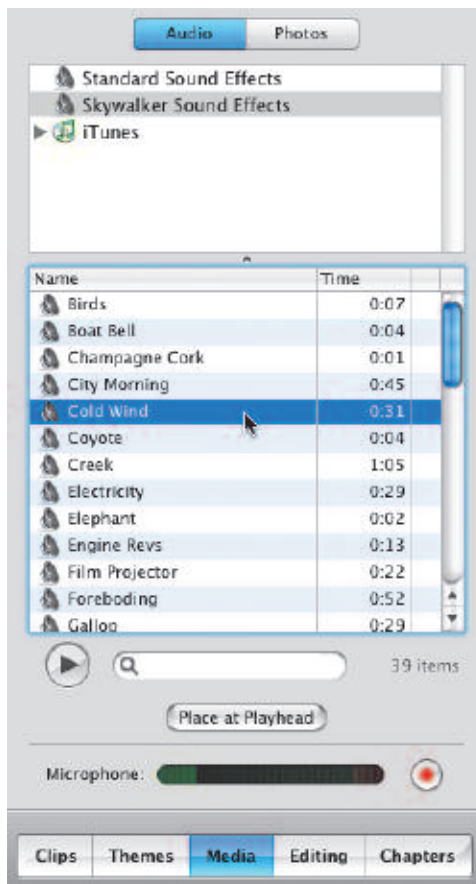 Audio Photos
Standard Sound Effects
Skywalker Sound Effects
iTunes
Name Time
Birds 0:07
Boat Bell 0:04
Champagne Cork 0:01
City Morning 0:45
Cold Wind 0:31
Coyote 0:04
Creek 1:05
Electricity 0:29
Elephant 0:02
Engine Revs 0:13
Film Projector 0:22
Foreboding 0:52
Gallop 0:29
39 items
Place at Playhead
Microphone:
Clips Themes Media Editing Chapters